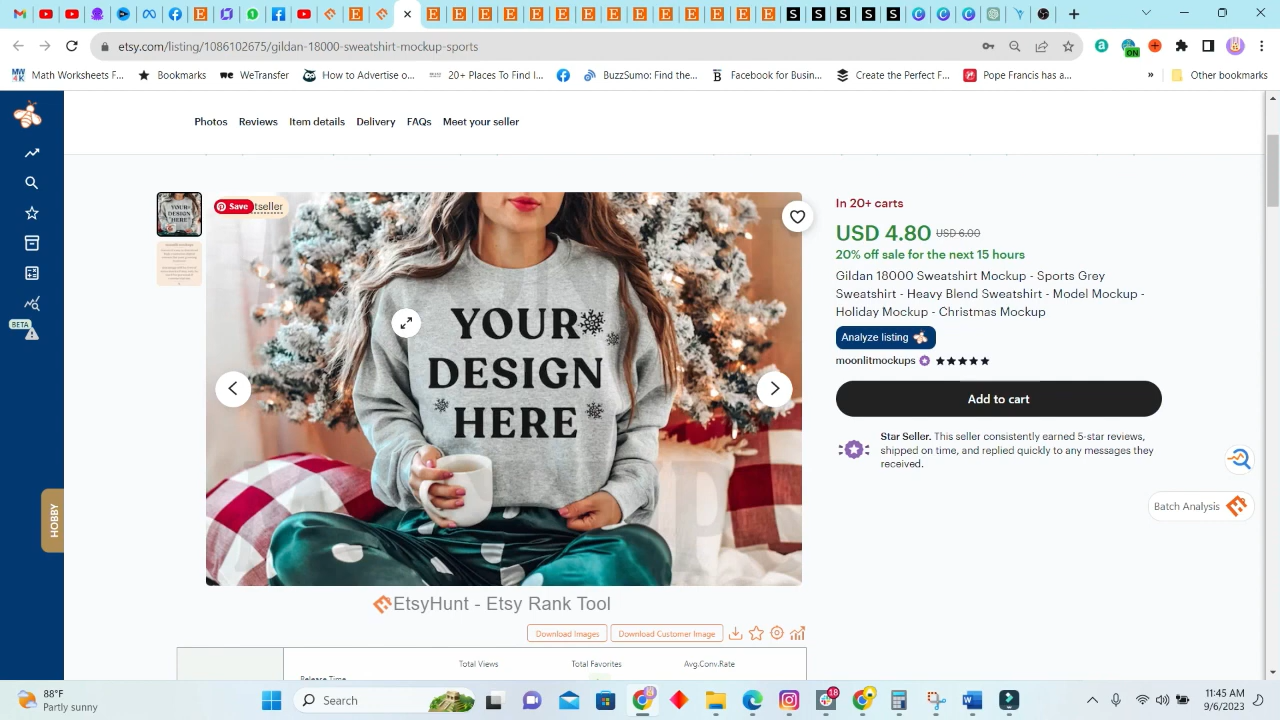 etsy.com/listing/1086102675/gildan-18000-sweatshirt-mockup-sports
ON
Math Worksheets F...
Bookmarks
we WeTransfer
How to Advertise o...
20+ Places To Find I...
BuzzSumo: Find the...
Facebook for Busin...
Create the Perfect F...
Pope Francis has a...
»
Other bookmarks
Photos
Reviews
Item details
Delivery
FAQs
Meet your seller
Save
tseller
YOUR
DESIGN
HERE
In 20+ carts
USD 4.80 USD 6.00
20% off sale for the next 15 hours
Gildan 18000 Sweatshirt Mockup - Sports Grey
Sweatshirt - Heavy Blend Sweatshirt - Model Mockup -
Holiday Mockup - Christmas Mockup
Analyze listing
moonlitmockups
Add to cart
Star Seller. This seller consistently earned 5-star reviews,
shipped on time, and replied quickly to any messages they
received.
Batch Analysis
BETA
HOBBY
EtsyHunt - Etsy Rank Tool
Download Images
Download Customer Image
Total Views
Total Favorites
Avg.Conv.Rate
Release Time
88°F
Partly sunny
Search
18
11:45 AM
9/6/2023